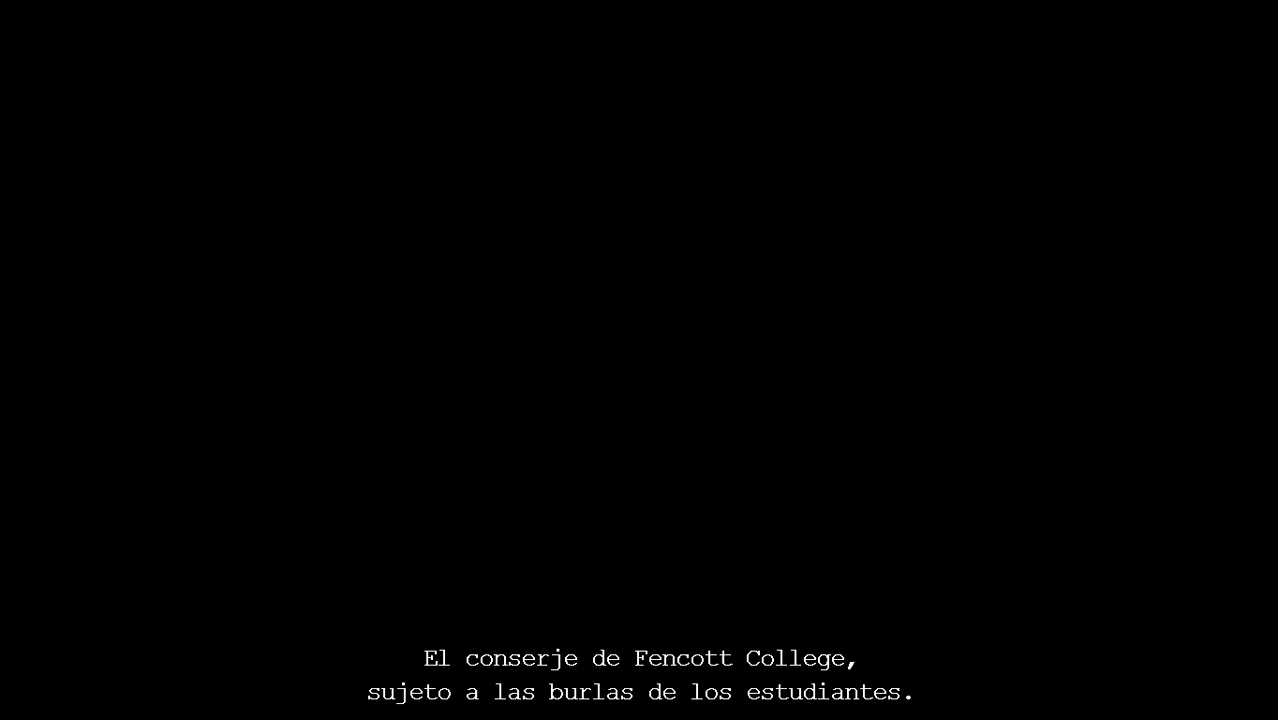 El conserje de Fencott College,
sujeto a las burlas de los estudiantes.